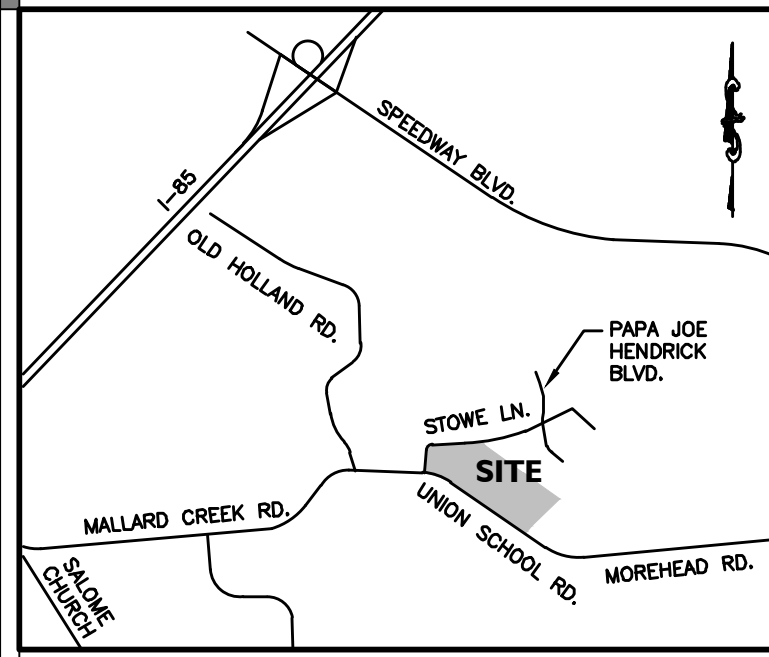 SPEEDWAY BLVD.
I-85
OLD HOLLAND RD.
PAPA JOE
HENDRICK
BLVD.
STOWE LN.
SITE
UNION SCHOOL RD.
MALLARD CREEK RD.
MOREHEAD RD.
SALOME
CHURCH